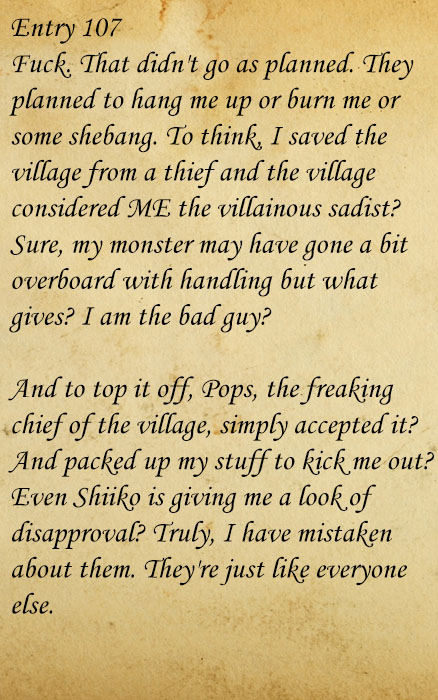 Entry 107
Fuck. That didn't go as planned. They
planned to hang me up or burn me or
some shebang. To think, I saved the
village from a thief and the village
considered ME the villainous sadist?
Sure, my monster may have gone a bit
overboard with handling but what
gives? I am the bad guy?
And to top it off, Pops, the freaking
chief of the village, simply accepted it?
And packed up my stuff to kick me out?
Even Shiiko is giving me a look of
disapproval? Truly, I have mistaken
about them. They're just like everyone
else.